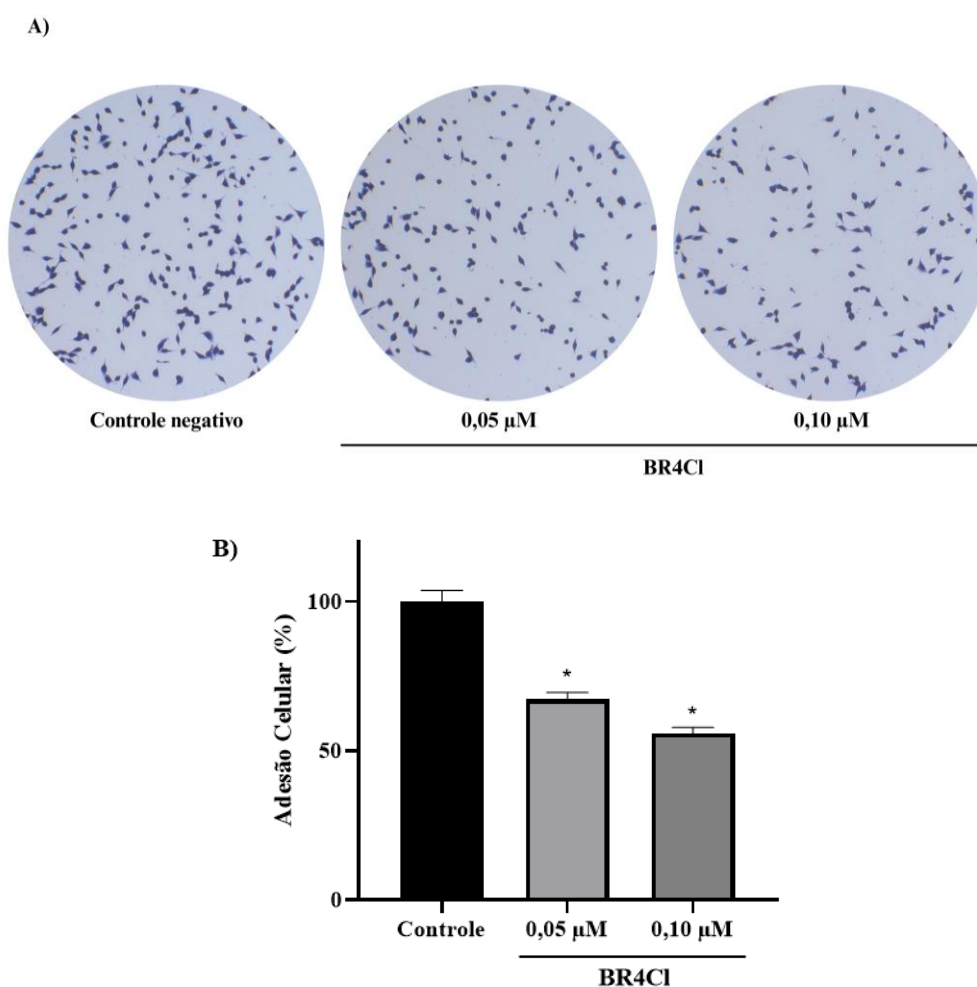 A)
Controle negativo
0,05 μM
0,10 μM
BR4Cl
B)
Adesão Celular (%)
100
50
0
*
*
Controle
0,05 μM
0,10 μM
BR4Cl